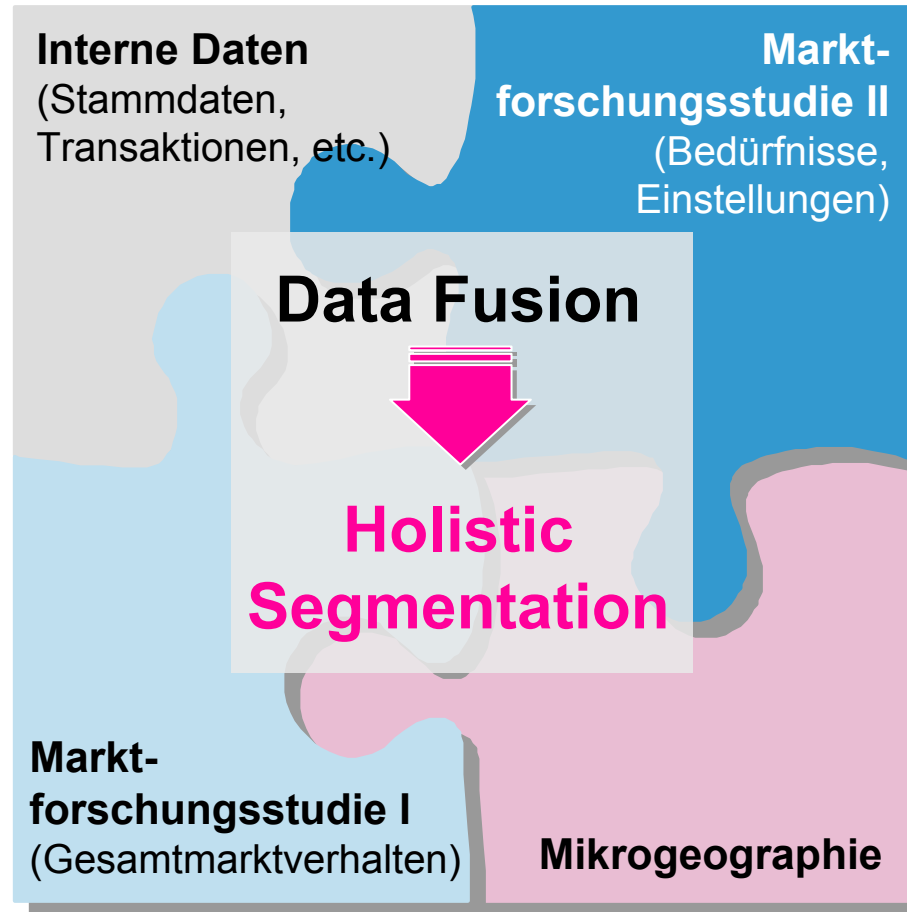 Interne Daten
(Stammdaten,
Transaktionen, etc.)
Markt-
forschungsstudie II
(Bedürfnisse,
Einstellungen)
Data Fusion
Holistic
Segmentation
Markt-
forschungsstudie I
(Gesamtmarktverhalten)
Mikrogeographie